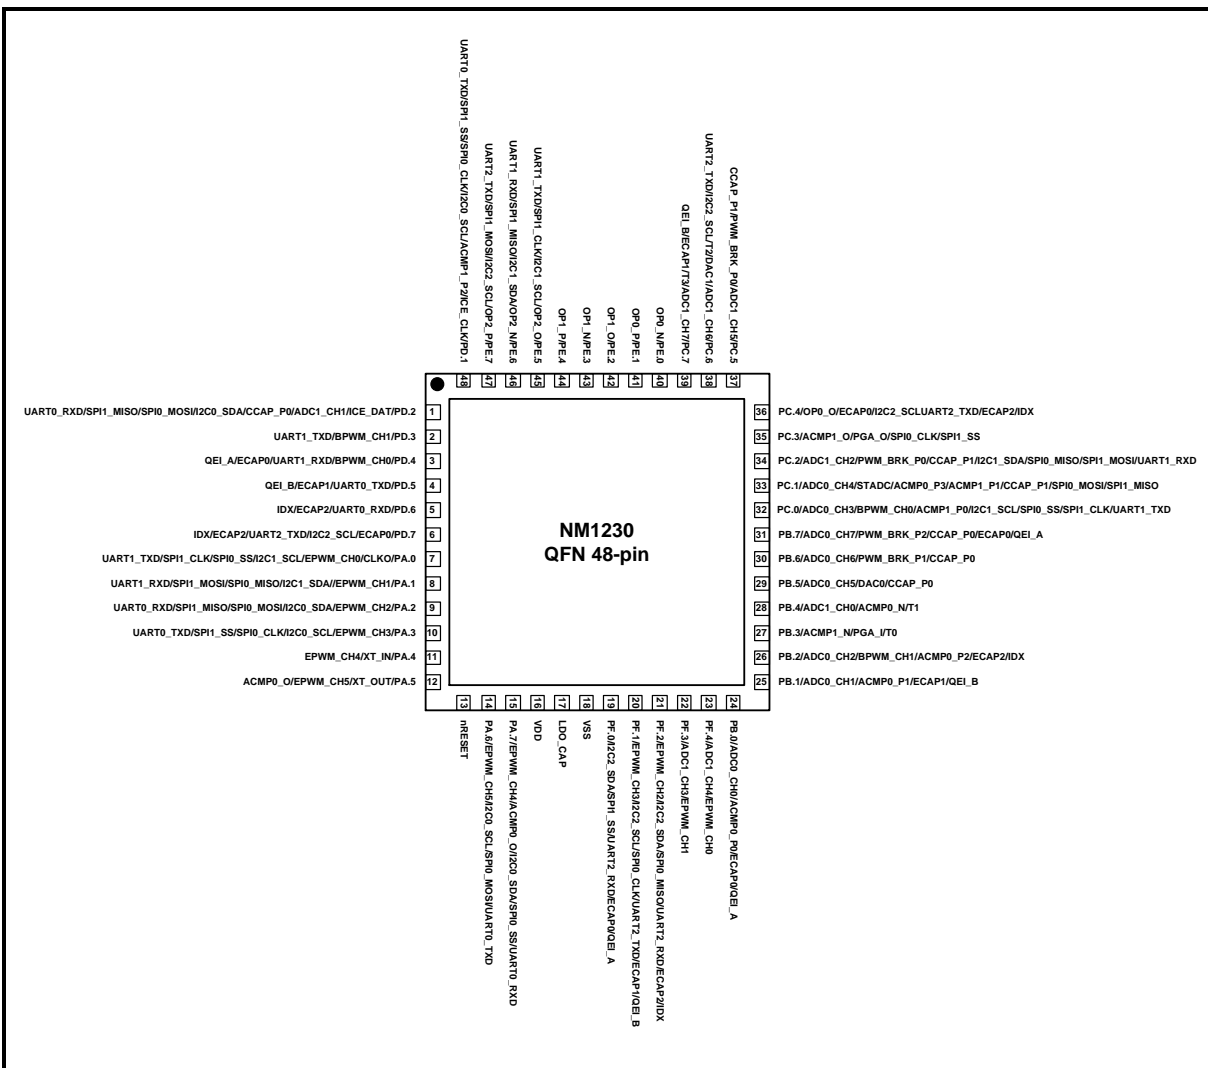 UART0_TXD/SPI1_SS/SPI0_CLK/I2C0_SCL/ACMP1_P2/ICE_CLK/PD.1
UART2_TXD/SPI1_MOSI/I2C2_SCL/OP2_P/PE.7
UART1_RXD/SPI1_MISO/I2C1_SDA/OP2_N/PE.6
UART1_TXD/SPI1_CLK/I2C1_SCL/OP2_O/PE.5
OP1_P/PE.4
OP1_N/PE.3
OP1_O/PE.2
OP0_P/PE.1
OP0_N/PE.0
QEI_B/ECAP1/T3/ADC1_CH7/PC.7
UART2_TXD/I2C2_SCL/T2/DAC1/ADC1_CH6/PC.6
CCAP_P1/PWM_BRK_P0/ADC1_CH5/PC.5
48 47 46 45 44 43 42 41 40 39 38 37
UART0_RXD/SPI1_MISO/SPI0_MOSI/I2C0_SDA/CCAP_P0/ADC1_CH1/ICE_DAT/PD.2 1
UART1_TXD/BPWM_CH1/PD.3 2
QEI_A/ECAP0/UART1_RXD/BPWM_CH0/PD.4 3
QEI_B/ECAP1/UART0_TXD/PD.5 4
IDX/ECAP2/UART0_RXD/PD.6 5
IDX/ECAP2/UART2_TXD/I2C2_SCL/ECAP0/PD.7 6
UART1_TXD/SPI1_CLK/SPI0_SS/I2C1_SCL/EPWM_CH0/CLKO/PA.0 7
UART1_RXD/SPI1_MOSI/SPI0_MISO/I2C1_SDA//EPWM_CH1/PA.1 8
UART0_RXD/SPI1_MISO/SPI0_MOSI/I2C0_SDA/EPWM_CH2/PA.2 9
UART0_TXD/SPI1_SS/SPI0_CLK/I2C0_SCL/EPWM_CH3/PA.3 10
EPWM_CH4/XT_IN/PA.4 11
ACMP0_O/EPWM_CH5/XT_OUT/PA.5 12
NM1230
QFN 48-pin
36 PC.4/OP0_O/ECAP0/I2C2_SCLUART2_TXD/ECAP2/IDX
35 PC.3/ACMP1_O/PGA_O/SPI0_CLK/SPI1_SS
34 PC.2/ADC1_CH2/PWM_BRK_P0/CCAP_P1/I2C1_SDA/SPI0_MISO/SPI1_MOSI/UART1_RXD
33 PC.1/ADC0_CH4/STADC/ACMP0_P3/ACMP1_P1/CCAP_P1/SPI0_MOSI/SPI1_MISO
32 PC.0/ADC0_CH3/BPWM_CH0/ACMP1_P0/I2C1_SCL/SPI0_SS/SPI1_CLK/UART1_TXD
31 PB.7/ADC0_CH7/PWM_BRK_P2/CCAP_P0/ECAP0/QEI_A
30 PB.6/ADC0_CH6/PWM_BRK_P1/CCAP_P0
29 PB.5/ADC0_CH5/DAC0/CCAP_P0
28 PB.4/ADC1_CH0/ACMP0_N/T1
27 PB.3/ACMP1_N/PGA_I/T0
26 PB.2/ADC0_CH2/BPWM_CH1/ACMP0_P2/ECAP2/IDX
25 PB.1/ADC0_CH1/ACMP0_P1/ECAP1/QEI_B
13 14 15 16 17 18 19 20 21 22 23 24
nRESET
PA.6/EPWM_CH5/I2C0_SCL/SPI0_MOSI/UART0_TXD
PA.7/EPWM_CH4/ACMP0_O/I2C0_SDA/SPI0_SS/UART0_RXD
VDD
LDO_CAP
VSS
PF.0/I2C2_SDA/SPI1_SS/UART2_RXD/ECAP0/QEI_A
PF.1/EPWM_CH3/I2C2_SCL/SPI0_CLK/UART2_TXD/ECAP1/QEI_B
PF.2/EPWM_CH2/I2C2_SDA/SPI0_MISO/UART2_RXD/ECAP2/IDX
PF.3/ADC1_CH3/EPWM_CH1
PF.4/ADC1_CH4/EPWM_CH0
PB.0/ADC0_CH0/ACMP0_P0/ECAP0/QEI_A